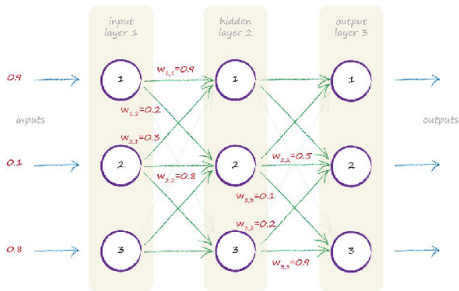 input
layer 1
hidden
layer 2
output
layer 3
0.9
1
w1,1=0.9
1
1
w1,2=0.2
w2,1=0.3
inputs
0.1
2
w2,2=0.8
2
w2,2=0.5
2
outputs
w2,3=0.1
w3,2=0.2
0.8
3
3
w3,3=0.9
3